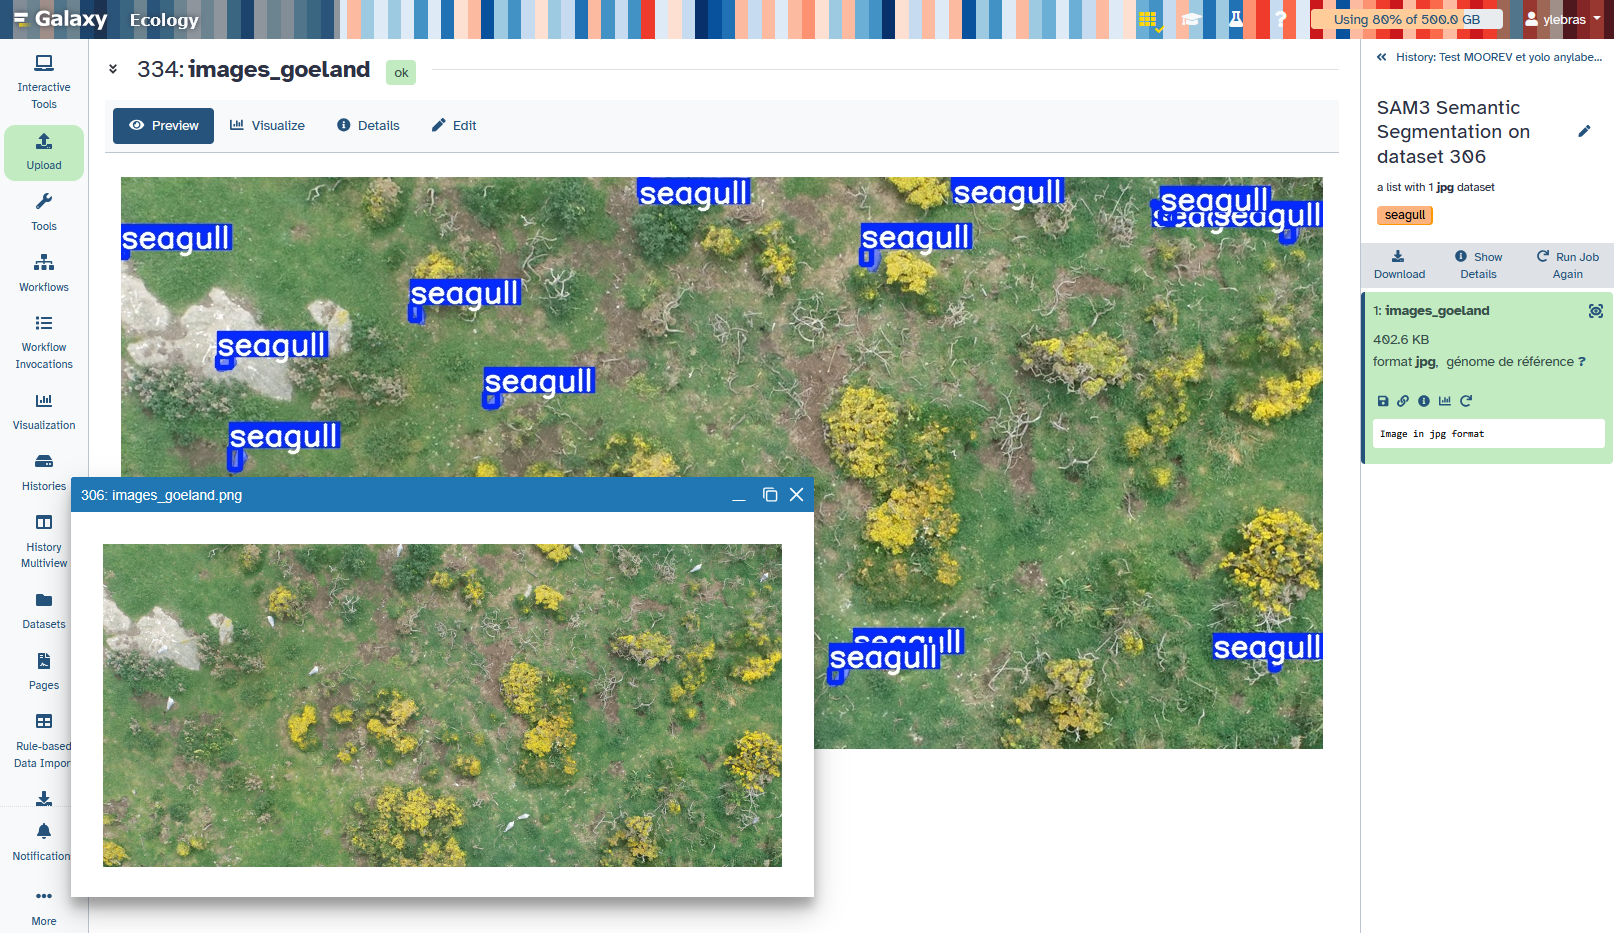 Galaxy Ecology
Using 80% of 500.0 GB
ylebras
Interactive
Tools
Upload
Tools
Workflows
Workflow
Invocations
Visualization
Histories
History
Multiview
Datasets
Pages
Rule-based
Data Impor
Notification
More
334: images_goeland ok
Preview
Visualize
Details
Edit
seagull
seagull
seagull
seagull
seagull
seagull
seagull
seagull
seagull
seagull
seagull
seagull
seagull
seagull
306: images_goeland.png
History: Test MOOREV et yolo anylabe...
SAM3 Semantic
Segmentation on
dataset 306
a list with 1 jpg dataset
seagull
Download
Show
Details
Run Job
Again
1: images_goeland
402.6 KB
format jpg, génome de référence ?
Image in jpg format